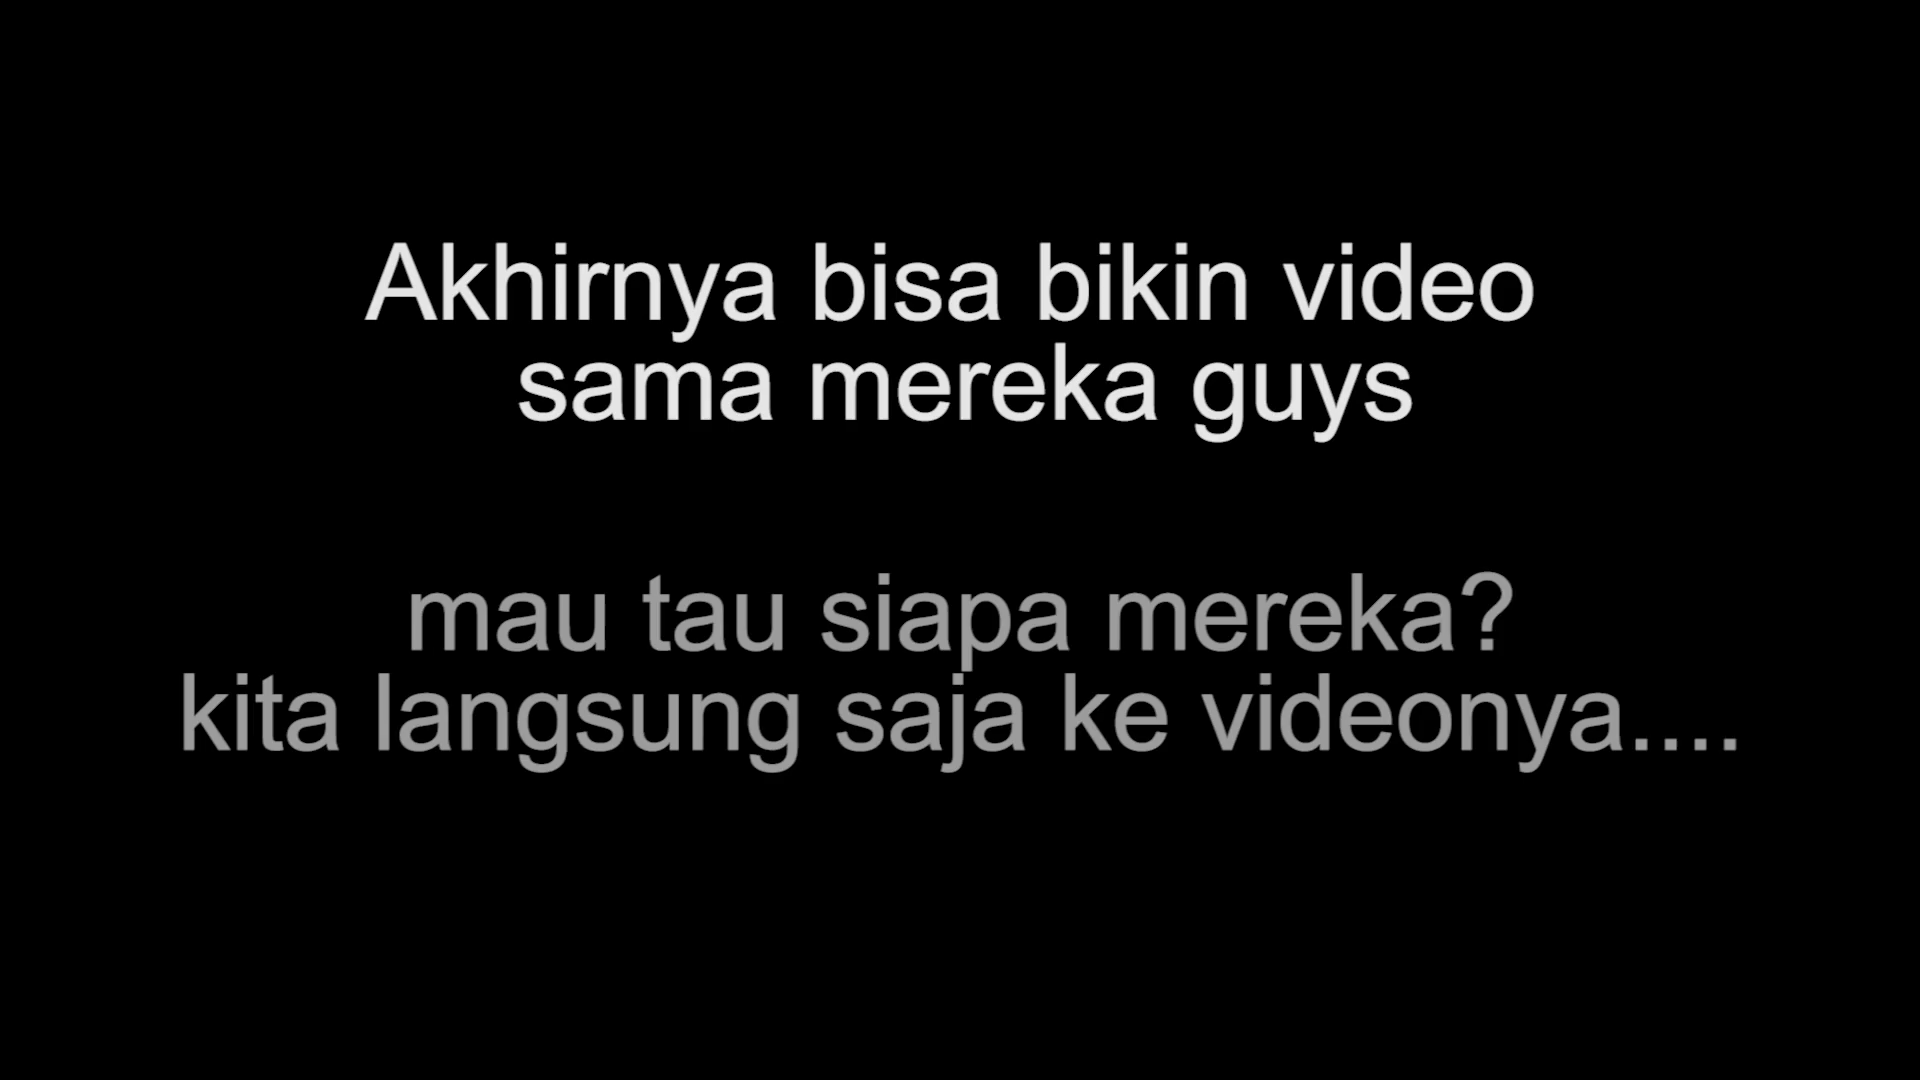 Akhirnya bisa bikin video
sama mereka guys
mau tau siapa mereka?
kita langsung saja ke videonya....